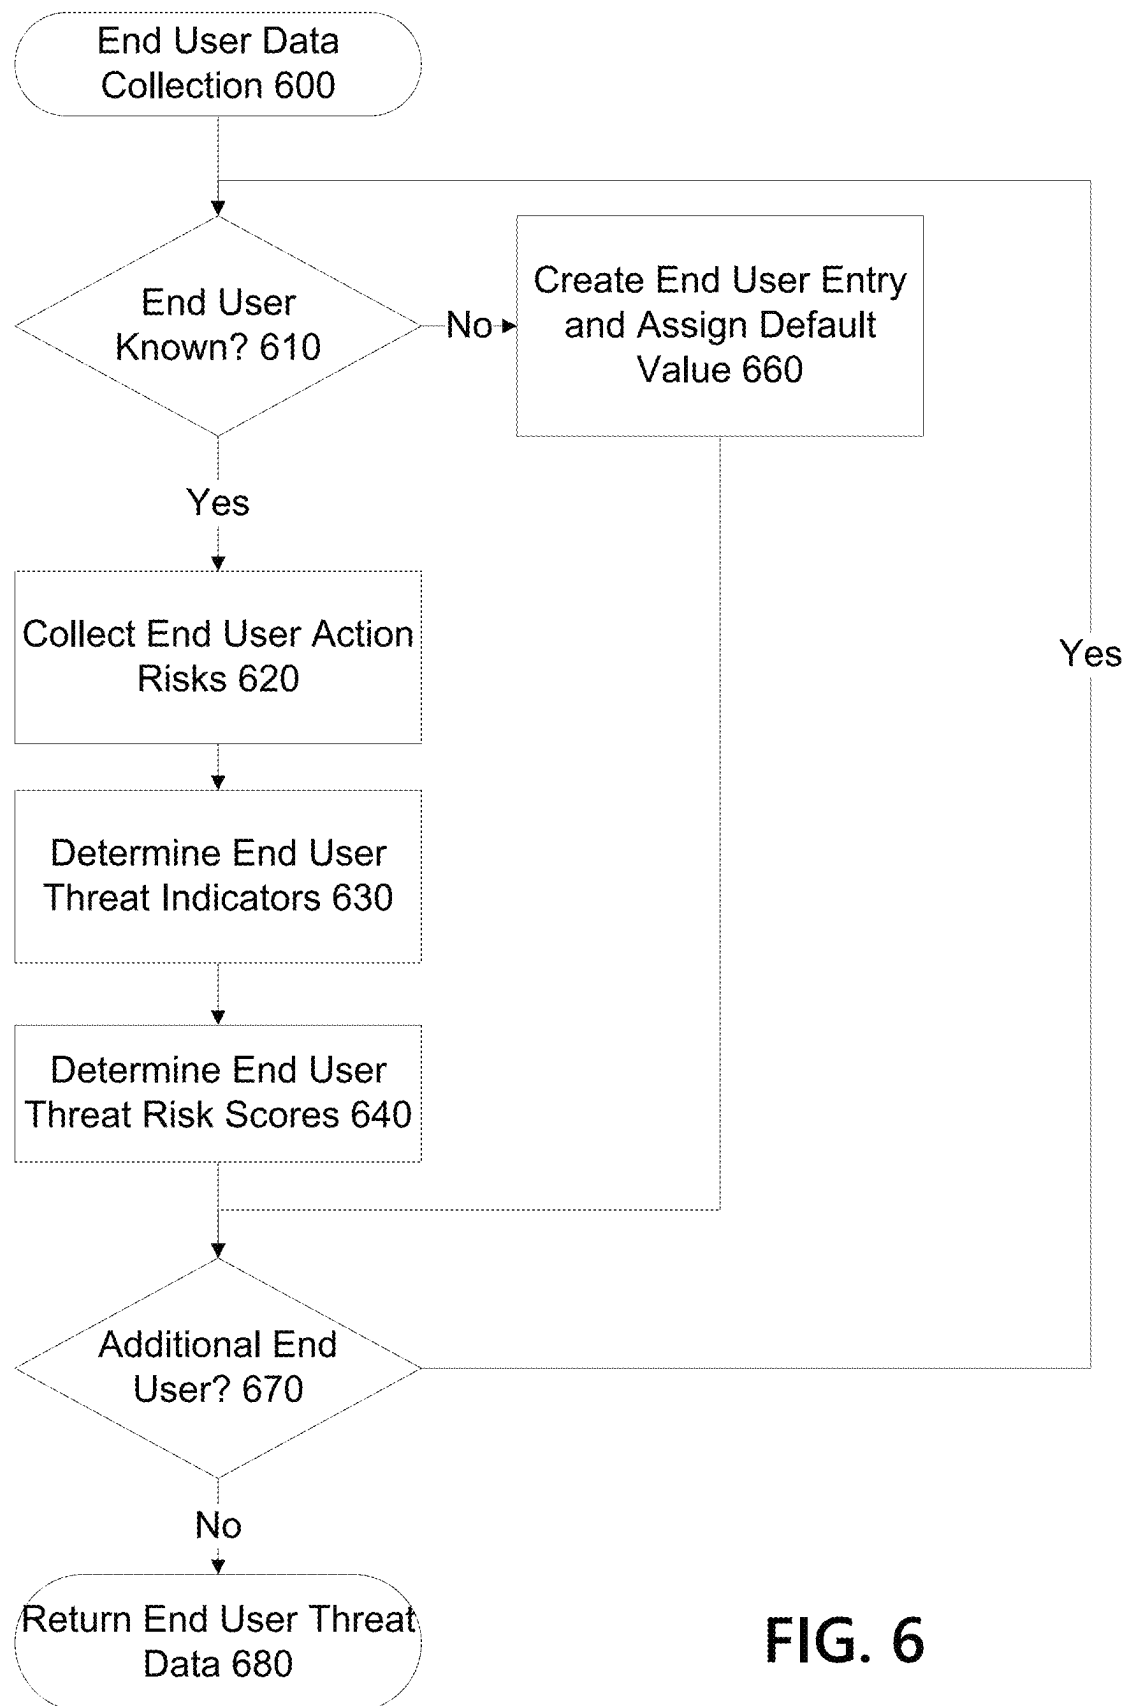 End User Data
Collection 600
End User
Known? 610
No
Create End User Entry
and Assign Default
Value 660
Yes
Collect End User Action
Risks 620
Yes
Determine End User
Threat Indicators 630
Determine End User
Threat Risk Scores 640
Additional End
User? 670
No
Return End User Threat
Data 680
FIG. 6